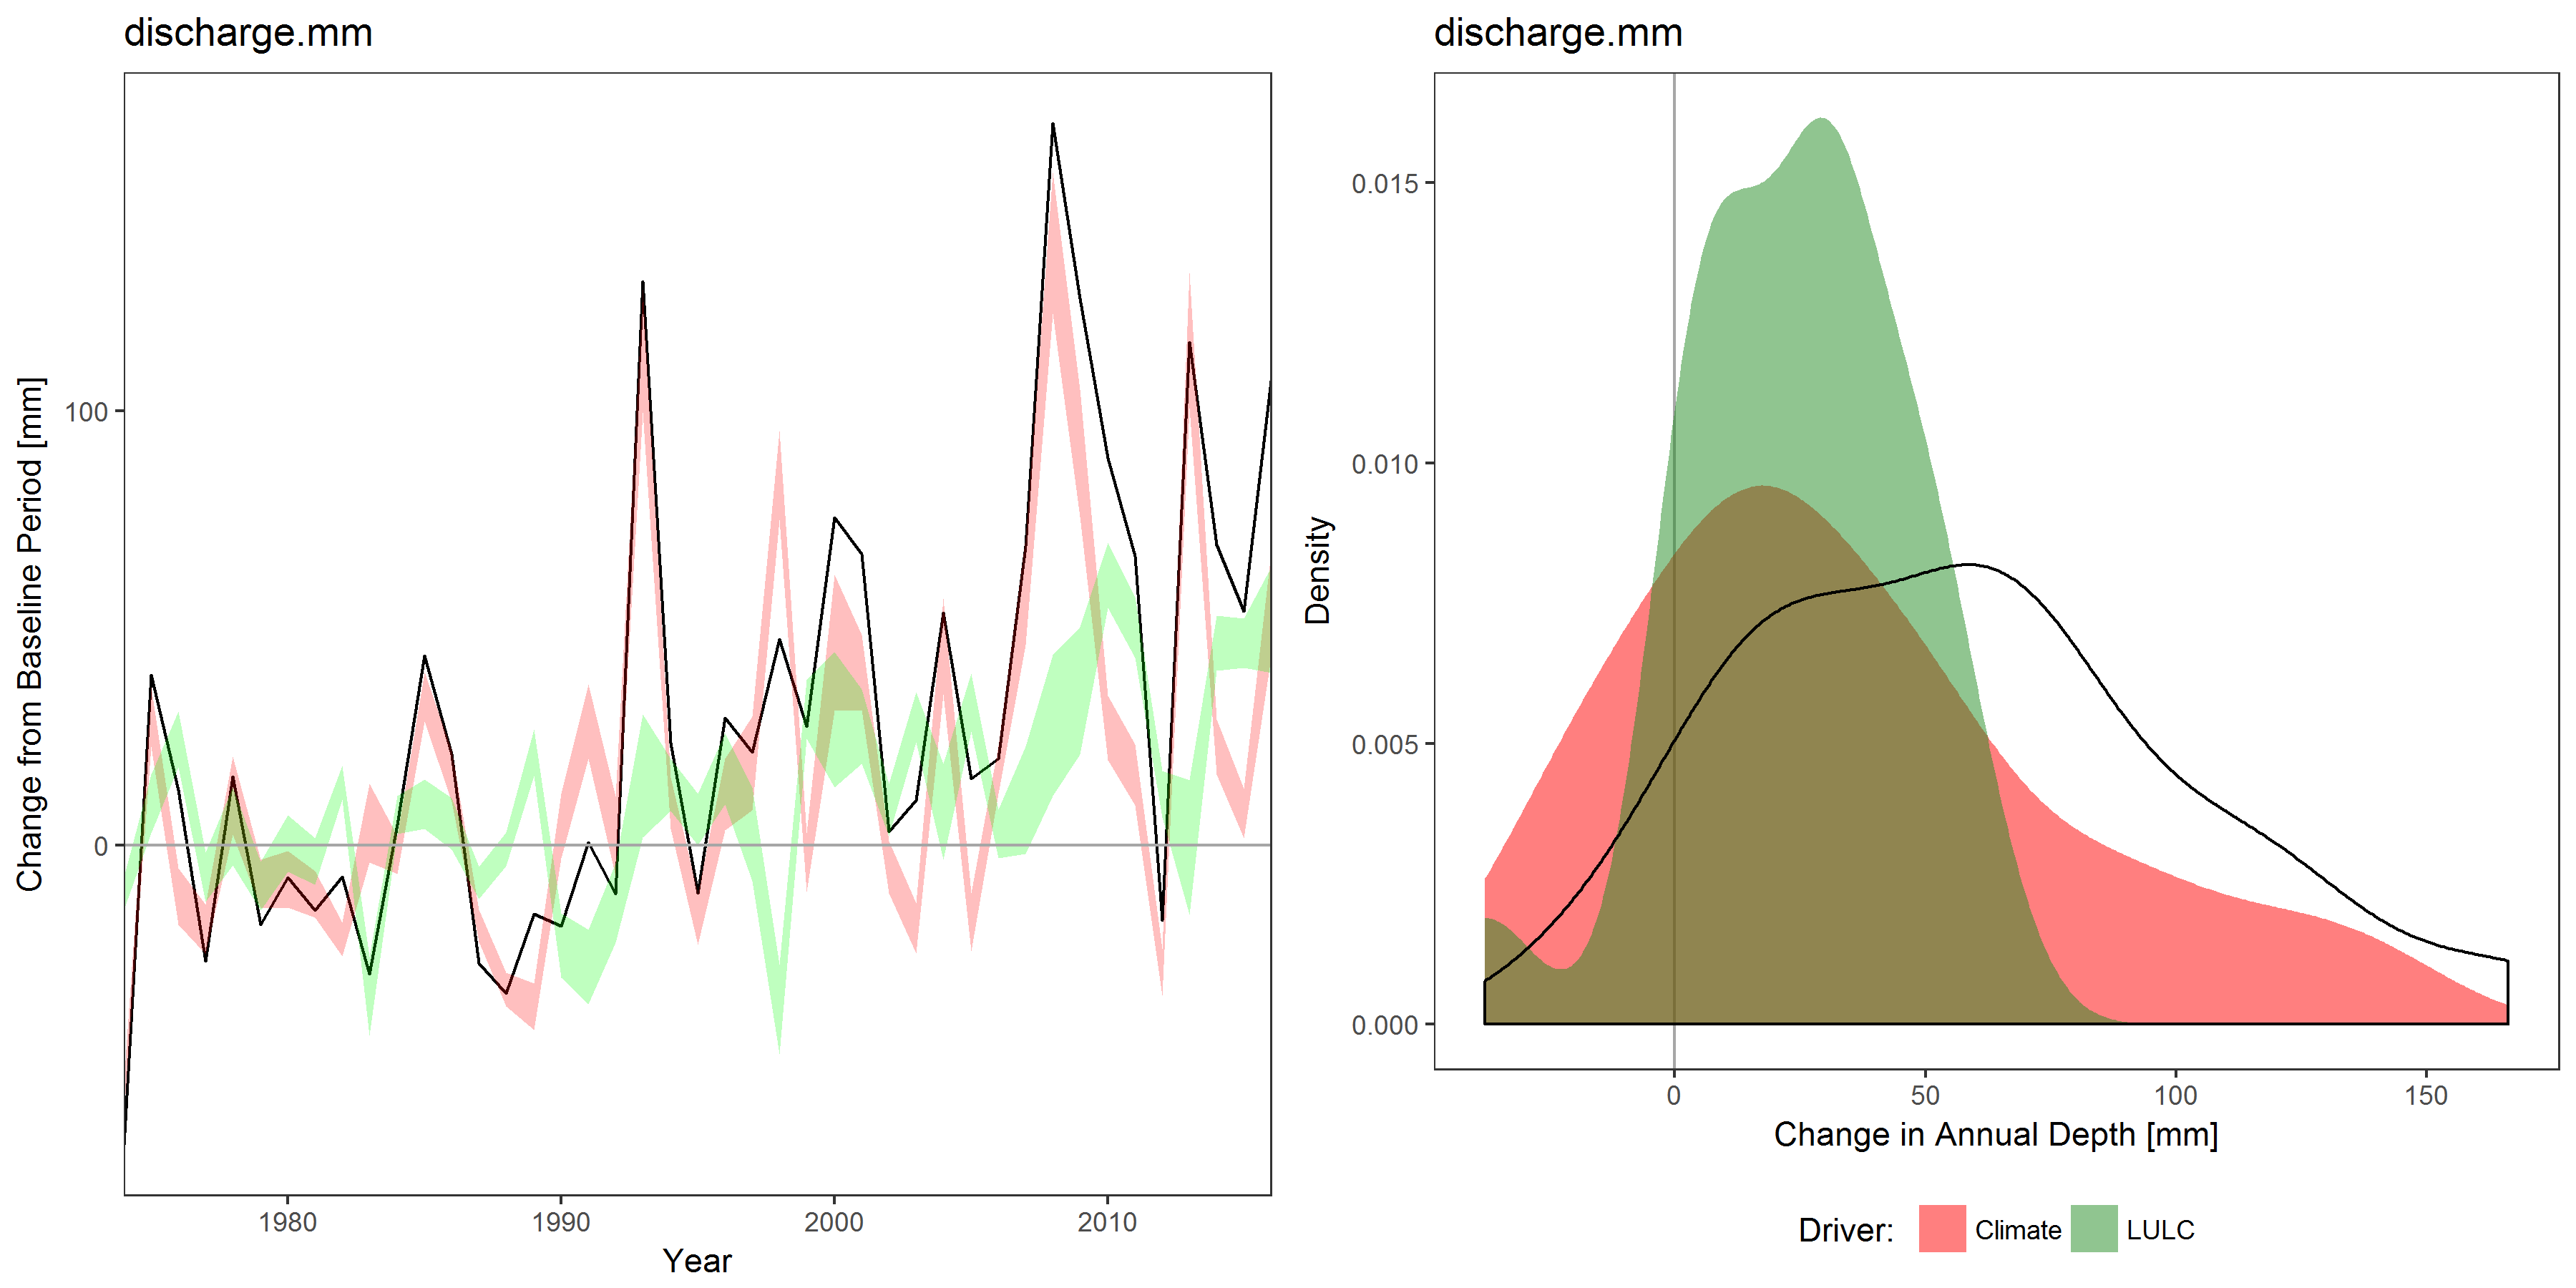 discharge.mm
Change from Baseline Period [mm]
100
0
1980 1990 2000 2010
Year
discharge.mm
Density
0.015
0.010
0.005
0.000
0 50 100 150
Change in Annual Depth [mm]
Driver: Climate LULC